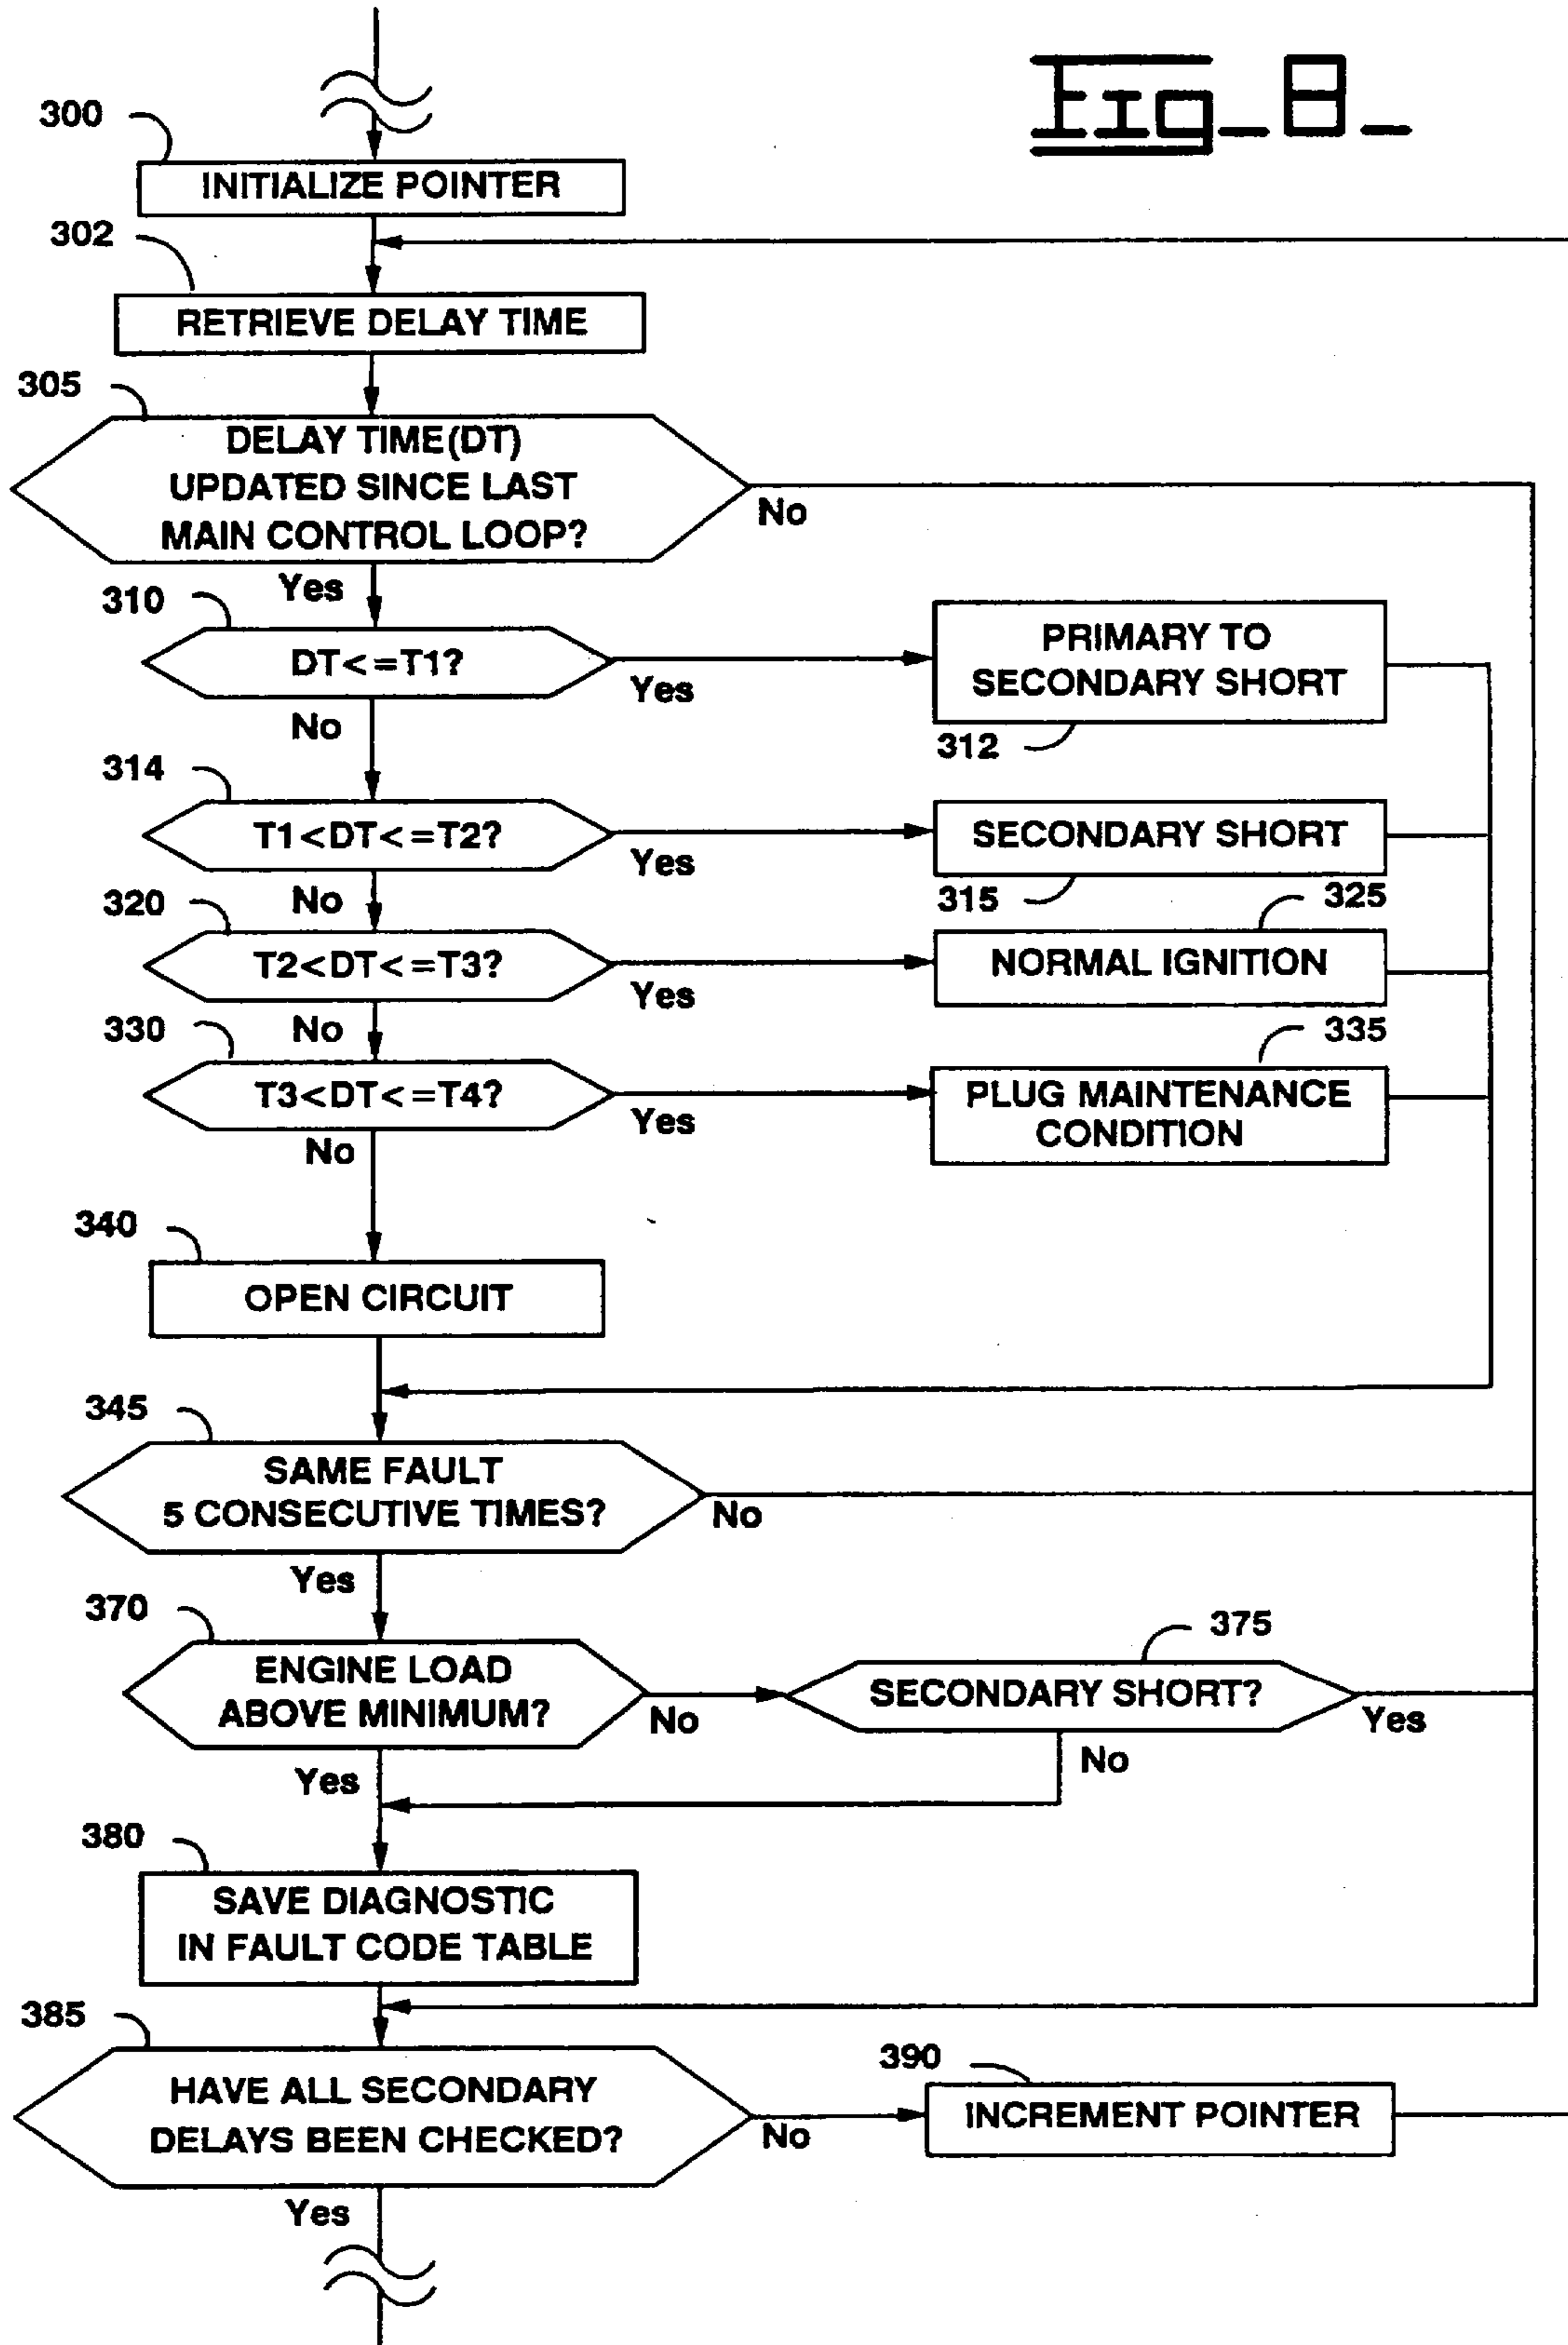 Fig_8_
300
INITIALIZE POINTER
302
RETRIEVE DELAY TIME
305
DELAY TIME(DT)
UPDATED SINCE LAST
MAIN CONTROL LOOP?
No
Yes
310
DT<=T1?
Yes
PRIMARY TO
SECONDARY SHORT
312
No
314
T1<DT<=T2?
Yes
SECONDARY SHORT
315
No
320
T2<DT<=T3?
Yes
325
NORMAL IGNITION
No
330
T3<DT<=T4?
Yes
335
PLUG MAINTENANCE
CONDITION
No
340
OPEN CIRCUIT
345
SAME FAULT
5 CONSECUTIVE TIMES?
No
Yes
370
ENGINE LOAD
ABOVE MINIMUM?
No
375
SECONDARY SHORT?
Yes
No
Yes
380
SAVE DIAGNOSTIC
IN FAULT CODE TABLE
385
HAVE ALL SECONDARY
DELAYS BEEN CHECKED?
No
390
INCREMENT POINTER
Yes